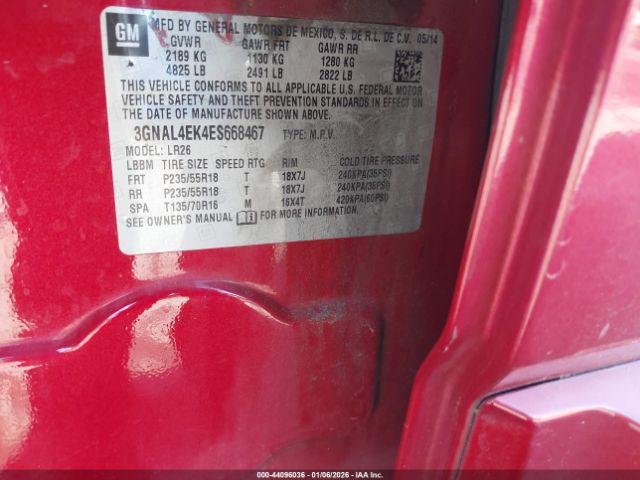 GM
MFD BY GENERAL MOTORS DE MEXICO, S. DE R.L. DE C.V. 05/14
GVWR GAWR FRT GAWR RR
2189 KG 1130 KG 1280 KG
4825 LB 2491 LB 2822 LB
THIS VEHICLE CONFORMS TO ALL APPLICABLE U.S. FEDERAL MOTOR
VEHICLE SAFETY AND THEFT PREVENTION STANDARDS IN EFFECT ON
THE DATE OF MANUFACTURE SHOWN ABOVE.
3GNAL4EK4ES668467 TYPE: M.P.V.
MODEL: LR26
LBBM TIRE SIZE SPEED RTG RIM COLD TIRE PRESSURE
FRT P235/55R18 T 18X7J 240KPA(35PSI)
RR P235/55R18 T 18X7J 240KPA(35PSI)
SPA T135/70R16 M 16X4T 420KPA(60PSI)
SEE OWNER'S MANUAL
000-44096036 | 01/06/2026 - IAA Inc.